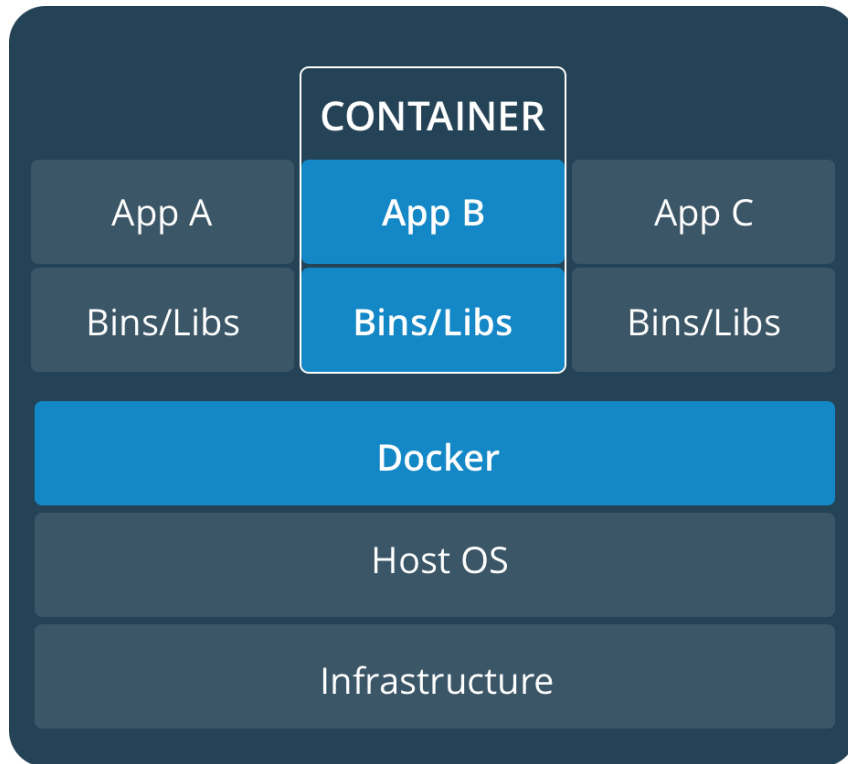 CONTAINER
App A
App B
App C
Bins/Libs
Bins/Libs
Bins/Libs
Docker
Host OS
Infrastructure